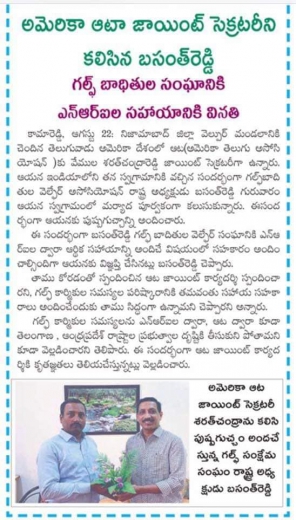 అమెరికా ఆటా జాయింట్ సెక్రటరీని
కలిసిన బసంత్‌రెడ్డి
గల్ఫ్ బాధితుల సంఘానికి
ఎన్ఆర్ఐల సహాయానికి వినతి
కామారెడ్డి, ఆగస్టు 22: నిజామాబాద్ జిల్లా వెల్పుర్ మండలానికి
చెందిన తెలుగువాడు అమెరికా దేశంలో ఆట(అమెరికా తెలుగు అసోసి
యోషన్ )కు వేముల శరత్‌చంద్రారెడ్డి జాయింట్ సెక్రటరీగా ఉన్నారు.
ఆయన ఇండియాలోని తన స్వగ్రామానికి వచ్చిన సందర్భంగా గల్ఫ్‌బాధి
తుల వెల్ఫేర్ అసోసియోషన్ రాష్ట్ర అధ్యక్షుడు బసంత్‌రెడ్డి గురువారం
ఆయన స్వగ్రామంలో మర్యాద పూర్వకంగా కలుసుకున్నారు. ఈసంద
ర్భంగా ఆయనకు పుష్పగుచ్చాన్ని అందించారు.
ఈ సందర్భంగా బసంత్‌రెడ్డి గల్ఫ్ బాధితుల వెల్ఫేర్ సంఘానికి ఎన్ఆ
ర్ఐల ద్వారా ఆర్థిక సహాయాన్ని అందించే విషయంలో సహకారం అందిం
చాల్సిందిగా ఆయనకు విజ్ఞప్తి చేసినట్లు బసంత్‌రెడ్డి చెప్పారు.
తాము కోరడంతో స్పందించిన ఆట జాయింట్ కార్యదర్శి స్పందించా
రని, గల్ఫ్ కార్మికుల సమస్యల పరిష్కారానికి తమవంతు సహాయ సహకా
రాలు అందించేందుకు తాము సిద్ధంగా ఉన్నామని చెప్పారని అన్నారు.
గల్ఫ్ కార్మికుల సమస్యలను ఎన్ఆర్ఐల ద్వారా, ఆట ద్వారా కూడా
తెలంగాణ , ఆంధ్రప్రదేశ్ రాష్ట్రాల ప్రభుత్వాల దృష్టికి తీసుకుని పోతామని
కూడా వెల్లడించారని తెలిపారు. ఈ సందర్భంగా ఆట జాయింట్ కార్యద
ర్శికి కృతజ్ఞతలు తెలియచేస్తున్నట్లు వెల్లడించారు.
అమెరికా ఆట
జాయింట్ సెక్రటరీ
శరత్‌చంద్రాను కలిసి
పుష్పగుచ్ఛం అందచే
స్తున్న గల్ఫ్ సంక్షేమ
సంఘం రాష్ట్ర అధ్య
క్షుడు బసంత్‌రెడ్డి